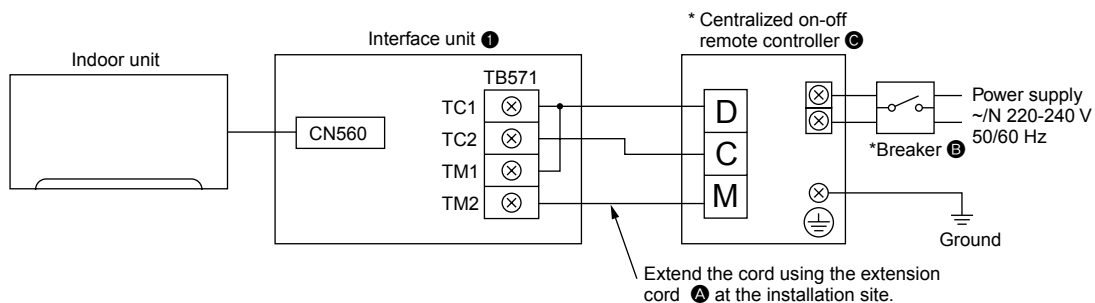 * Centralized on-off
remote controller C
Interface unit 1
Indoor unit
TB571
TC1
TC2
TM1
TM2
CN560
D
C
M
Power supply
~/N 220-240 V
50/60 Hz
*Breaker B
Ground
Extend the cord using the extension
cord A at the installation site.